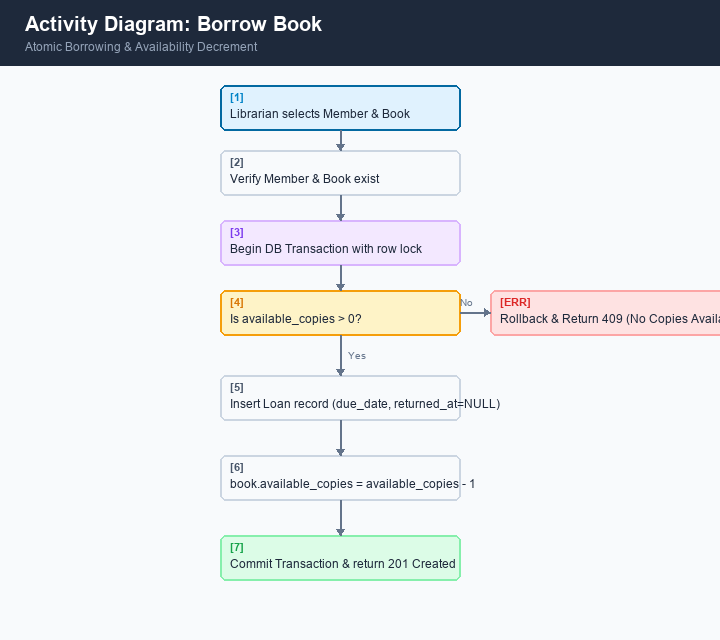 Activity Diagram: Borrow Book
Atomic Borrowing & Availability Decrement
[1]
Librarian selects Member & Book
[2]
Verify Member & Book exist
[3]
Begin DB Transaction with row lock
[4]
Is available_copies > 0?
No
[ERR]
Rollback & Return 409 (No Copies Availa
Yes
[5]
Insert Loan record (due_date, returned_at=NULL)
[6]
book.available_copies = available_copies - 1
[7]
Commit Transaction & return 201 Created